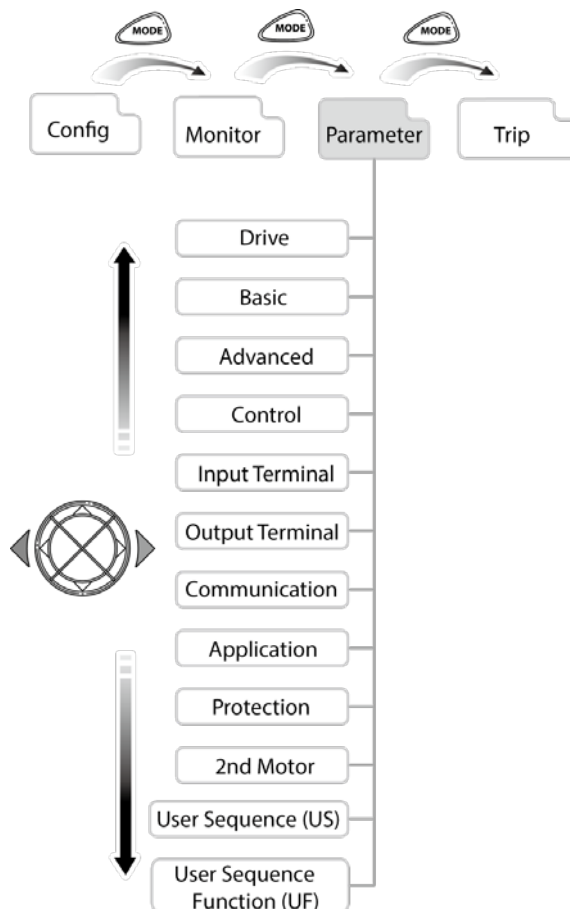 MODE MODE MODE
Config Monitor Parameter Trip
Drive
Basic
Advanced
Control
Input Terminal
Output Terminal
Communication
Application
Protection
2nd Motor
User Sequence (US)
User Sequence
Function (UF)